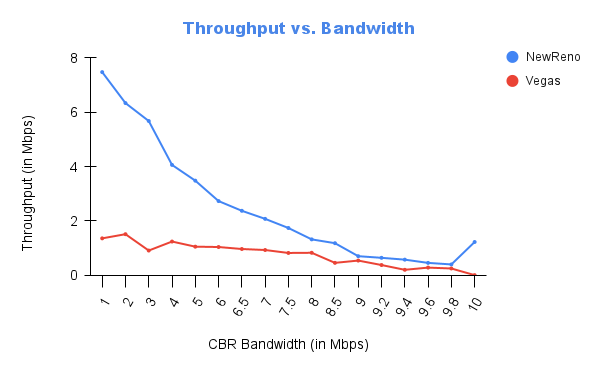 Throughput vs. Bandwidth
NewReno
Vegas
Throughput (in Mbps)
8
6
4
2
0
1 2 3 4 5 6 6.5 7 7.5 8 8.5 9 9.2 9.4 9.6 9.8 10
CBR Bandwidth (in Mbps)